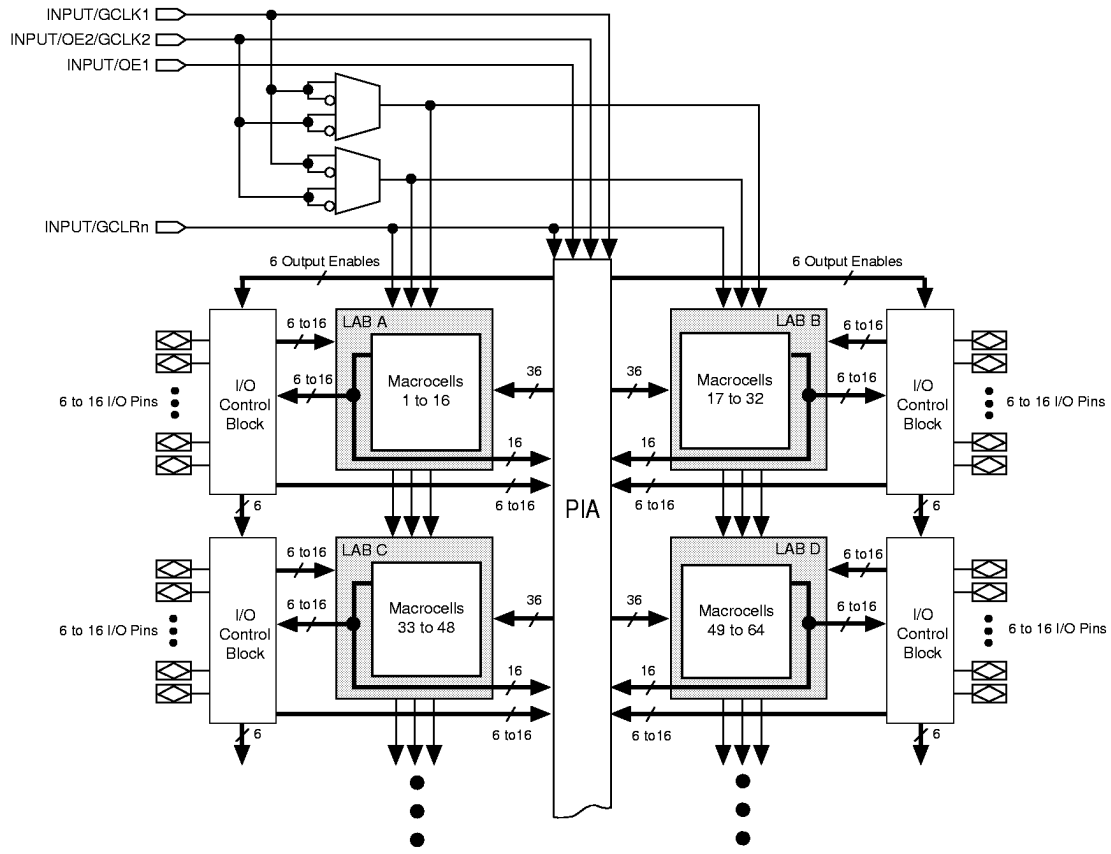 INPUT/GCLK1
INPUT/OE2/GCLK2
INPUT/OE1
INPUT/GCLRn
6 Output Enables
6 Output Enables
6 to16
LAB A
LAB B
6 to16
6 to 16 I/O Pins
I/O
Control
Block
6 to16
Macrocells
1 to 16
36
36
Macrocells
17 to 32
6 to16
I/O
Control
Block
6 to 16 I/O Pins
16
16
6 to16
6 to16
PIA
6
6
6 to16
LAB C
LAB D
6 to16
6 to 16 I/O Pins
I/O
Control
Block
6 to16
Macrocells
33 to 48
36
36
Macrocells
49 to 64
6 to16
I/O
Control
Block
6 to 16 I/O Pins
16
16
6 to16
6 to16
6
6